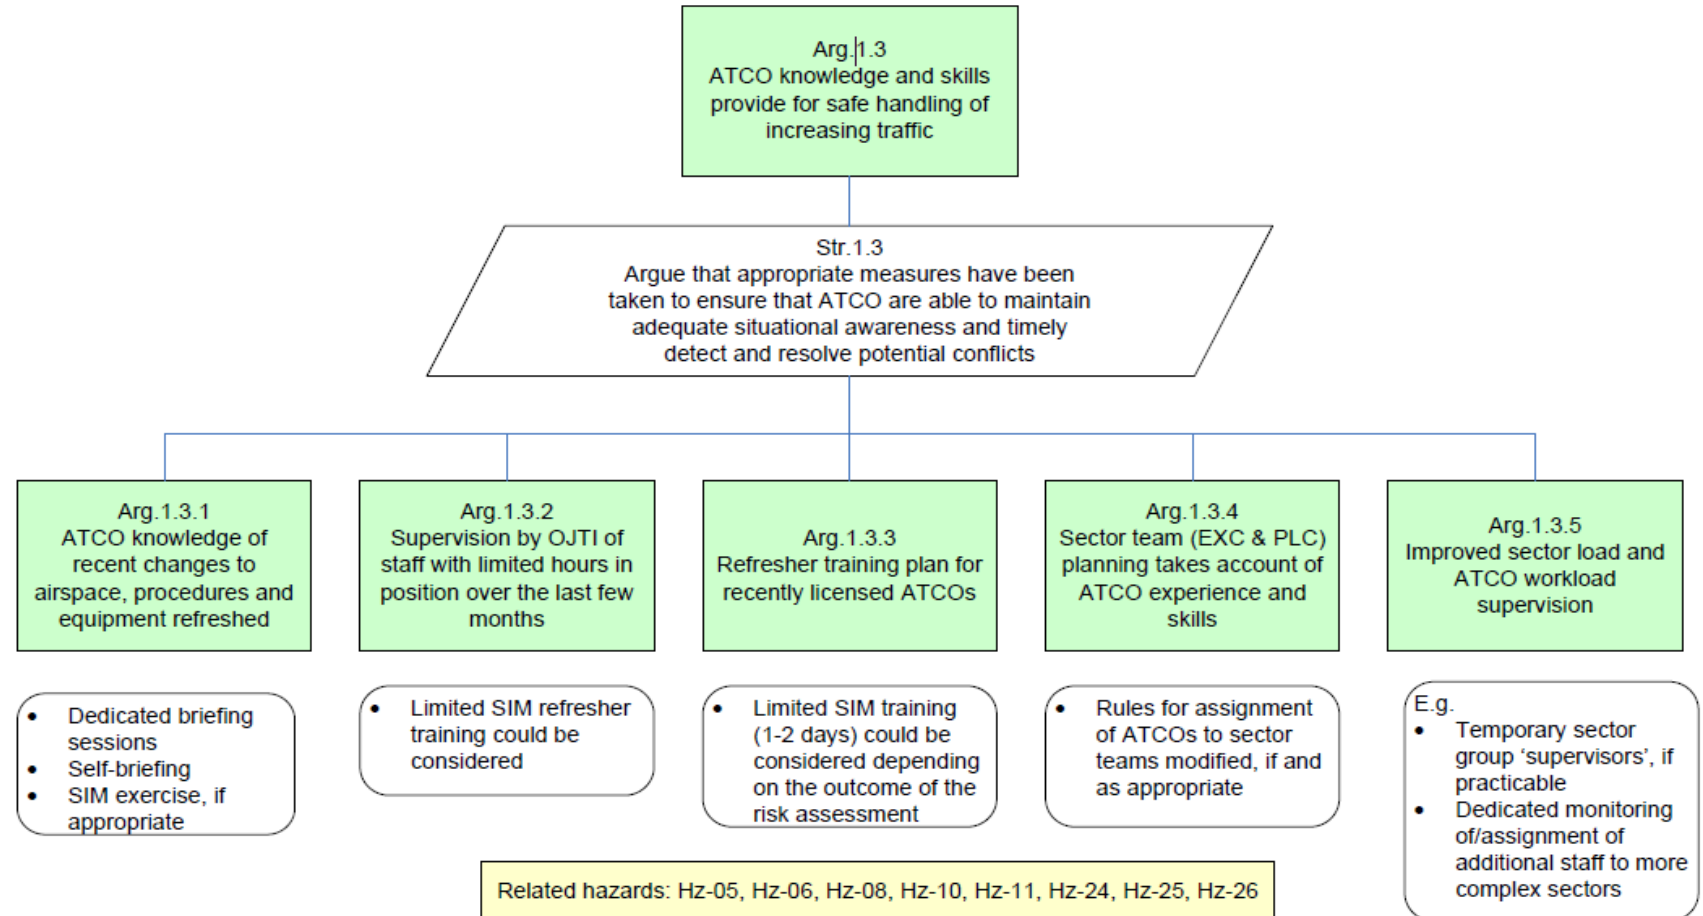 Arg.1.3
ATCO knowledge and skills
provide for safe handling of
increasing traffic
Str.1.3
Argue that appropriate measures have been
taken to ensure that ATCO are able to maintain
adequate situational awareness and timely
detect and resolve potential conflicts
Arg.1.3.1
ATCO knowledge of
recent changes to
airspace, procedures and
equipment refreshed
Arg.1.3.2
Supervision by OJTI of
staff with limited hours in
position over the last few
months
Arg.1.3.3
Refresher training plan for
recently licensed ATCOs
Arg.1.3.4
Sector team (EXC & PLC)
planning takes account of
ATCO experience and
skills
Arg.1.3.5
Improved sector load and
ATCO workload
supervision
• Dedicated briefing
sessions
• Self-briefing
• SIM exercise, if
appropriate
• Limited SIM refresher
training could be
considered
• Limited SIM training
(1-2 days) could be
considered depending
on the outcome of the
risk assessment
• Rules for assignment
of ATCOs to sector
teams modified, if and
as appropriate
E.g.
• Temporary sector
group ‘supervisors’, if
practicable
• Dedicated monitoring
of/assignment of
additional staff to more
complex sectors
Related hazards: Hz-05, Hz-06, Hz-08, Hz-10, Hz-11, Hz-24, Hz-25, Hz-26